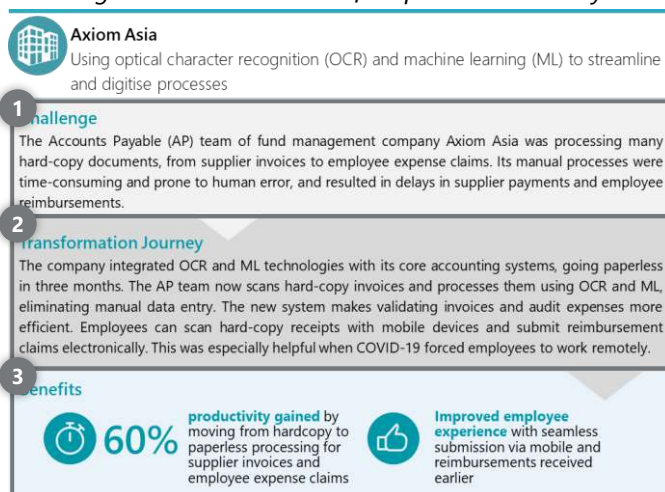 Axiom Asia
Using optical character recognition (OCR) and machine learning (ML) to streamline
and digitise processes
1
hallenge
The Accounts Payable (AP) team of fund management company Axiom Asia was processing many
hard-copy documents, from supplier invoices to employee expense claims. Its manual processes were
time-consuming and prone to human error, and resulted in delays in supplier payments and employee
reimbursements.
2
ransformation Journey
The company integrated OCR and ML technologies with its core accounting systems, going paperless
in three months. The AP team now scans hard-copy invoices and processes them using OCR and ML,
eliminating manual data entry. The new system makes validating invoices and audit expenses more
efficient. Employees can scan hard-copy receipts with mobile devices and submit reimbursement
claims electronically. This was especially helpful when COVID-19 forced employees to work remotely.
3
enefits
60%
productivity gained by
moving from hardcopy to
paperless processing for
supplier invoices and
employee expense claims
Improved employee
experience with seamless
submission via mobile and
reimbursements received
earlier